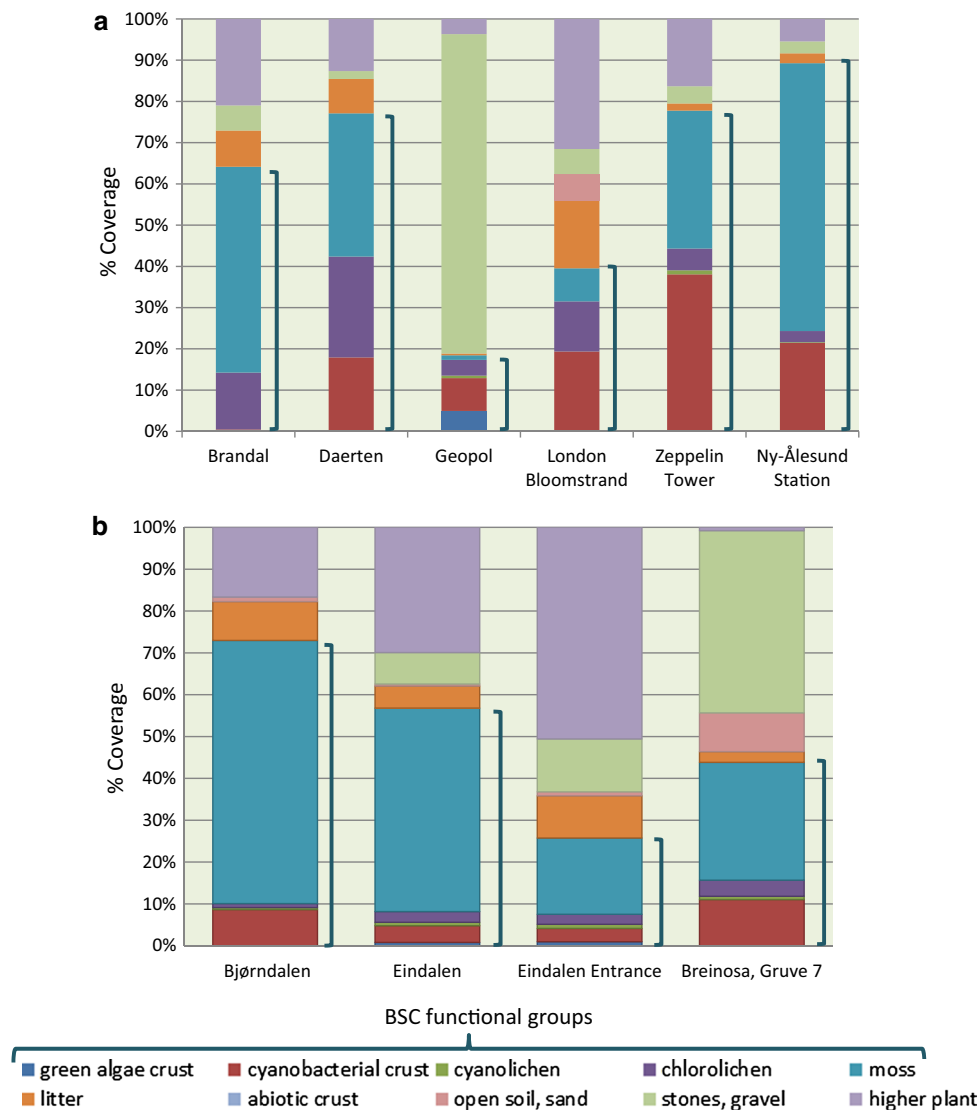 a
100%
90%
80%
70%
60%
50%
40%
30%
20%
10%
0%
% Coverage
Brandal
Daerten
Geopol
London
Bloomstrand
Zeppelin
Tower
Ny-Ålesund
Station
b
100%
90%
80%
70%
60%
50%
40%
30%
20%
10%
0%
% Coverage
Bjørndalen
Eindalen
Eindalen Entrance
Breinosa, Gruve 7
BSC functional groups
green algae crust
cyanobacterial crust
cyanolichen
chlorolichen
moss
litter
abiotic crust
open soil, sand
stones, gravel
higher plant